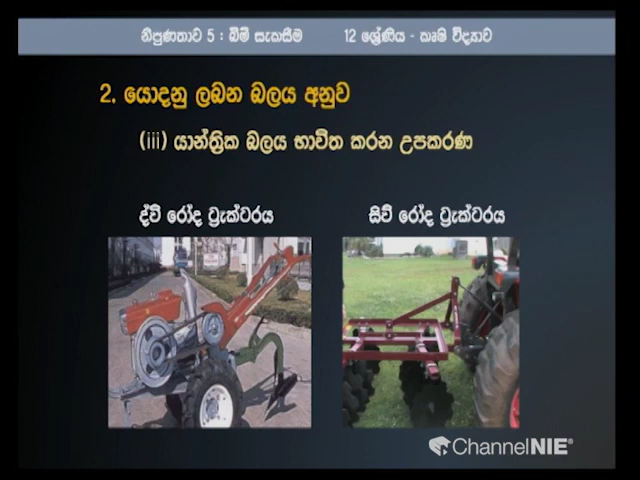 නිපුණතාව 5 : බිම් සැකසීම 12 ශ්‍රේණිය - කෘෂි විද්‍යාව
2. යොදනු ලබන බලය අනුව
(iii) යාන්ත්‍රික බලය භාවිත කරන උපකරණ
ද්වි රෝද ට්‍රැක්ටරය
සිව් රෝද ට්‍රැක්ටරය
ChannelNIE®